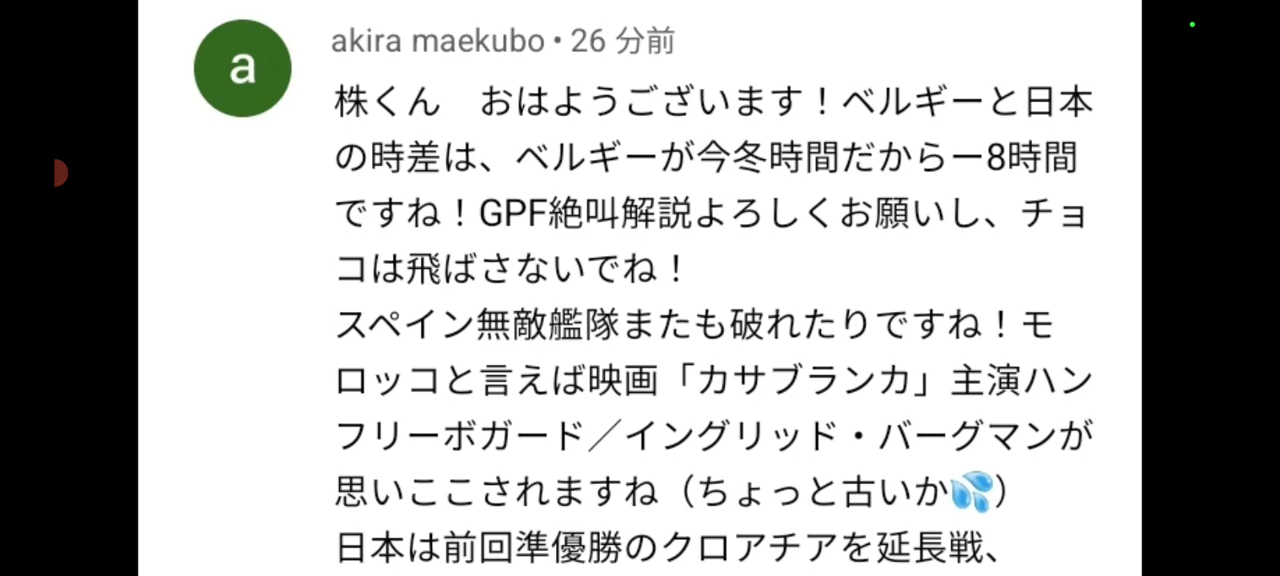 a
akira maekubo • 26 分前
株くん　おはようございます！ベルギーと日本
の時差は、ベルギーが今冬時間だからー8時間
ですね！GPF絶叫解説よろしくお願いし、チョ
コは飛ばさないでね！
スペイン無敵艦隊またも破れたりですね！モ
ロッコと言えば映画「カサブランカ」主演ハン
フリーボガード／イングリッド・バーグマンが
思いここされますね（ちょっと古いか💦）
日本は前回準優勝のクロアチアを延長戦、